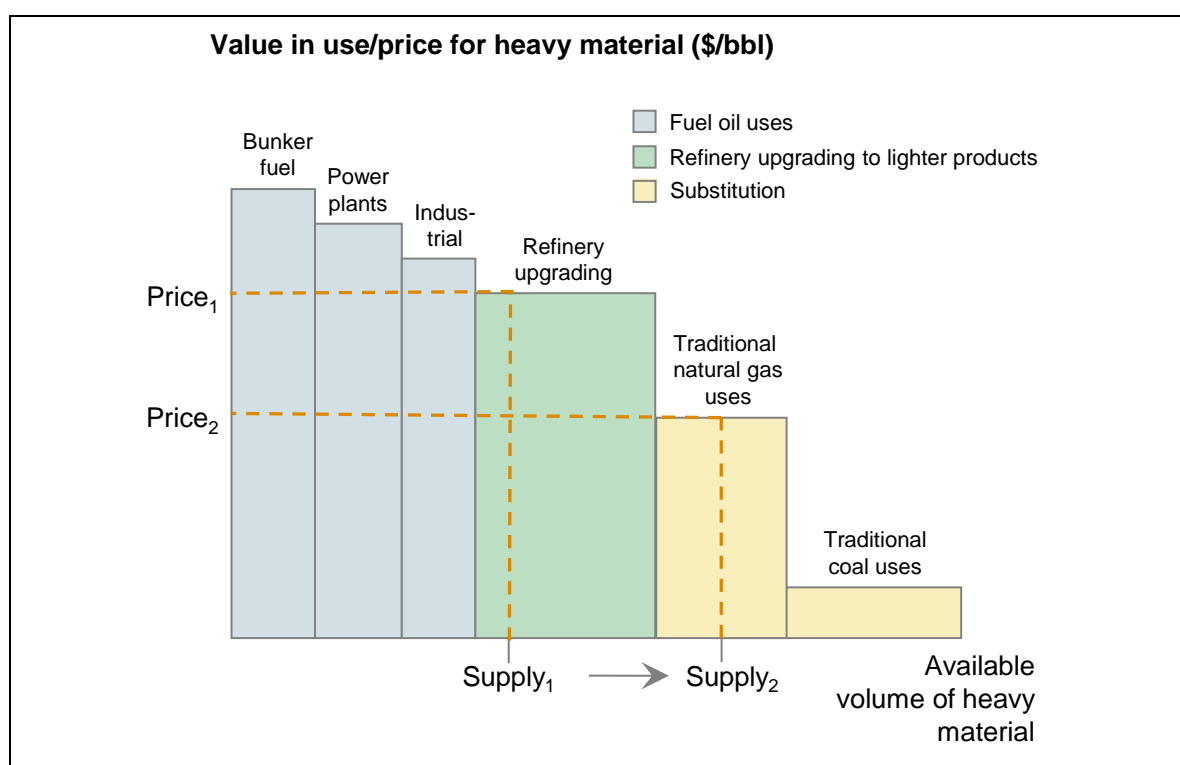 Value in use/price for heavy material ($/bbl)
Fuel oil uses
Refinery upgrading to lighter products
Substitution
Bunker
fuel
Power
plants
Indus-
trial
Refinery
upgrading
Traditional
natural gas
uses
Traditional
coal uses
Price₁
Price₂
Supply₁
Supply₂
Available
volume of heavy
material